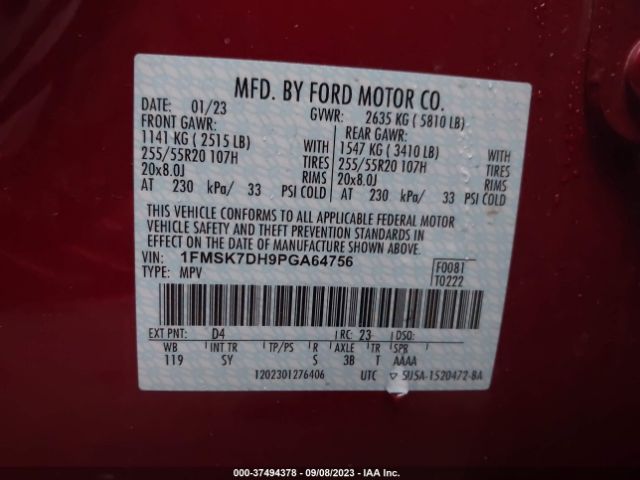 MFD. BY FORD MOTOR CO.
DATE: 01/23 GVWR: 2635 KG ( 5810 LB)
FRONT GAWR: REAR GAWR:
1141 KG ( 2515 LB) WITH 1547 KG ( 3410 LB) WITH
255/55R20 107H TIRES 255/55R20 107H TIRES
20x8.0J RIMS 20x8.0J RIMS
AT 230 kPa/ 33 PSI COLD AT 230 kPa/ 33 PSI COLD
THIS VEHICLE CONFORMS TO ALL APPLICABLE FEDERAL MOTOR
VEHICLE SAFETY AND THEFT PREVENTION STANDARDS IN
EFFECT ON THE DATE OF MANUFACTURE SHOWN ABOVE.
VIN: 1FMSK7DH9PGA64756 F0081
TYPE: MPV T0222
EXT PNT: D4 RC: 23 DSO:
WB INT TR TP/PS R AXLE TR SPR
119 SY S 3B T AAAA
1202301276406 UTC ▽ 5U5A-1520472-BA
CO - 37494378 - 09/08/2023 - IAA Inc.